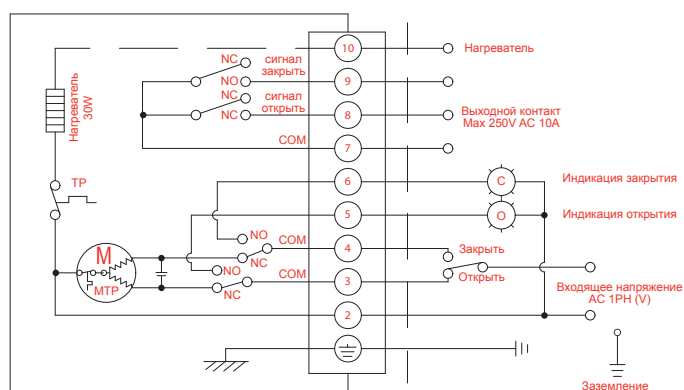 10
Нагреватель
NC
сигнал
закрыть
NO
9
NC
сигнал
открыть
NC
8
Выходной контакт
Max 250V AC 10A
COM
7
Нагреватель
30W
TP
6
C
Индикация закрытия
5
O
Индикация открытия
NO
COM
4
Закрыть
NC
M
MTP
NO
COM
3
Открыть
NC
Входящее напряжение
AC 1PH (V)
2
Заземление